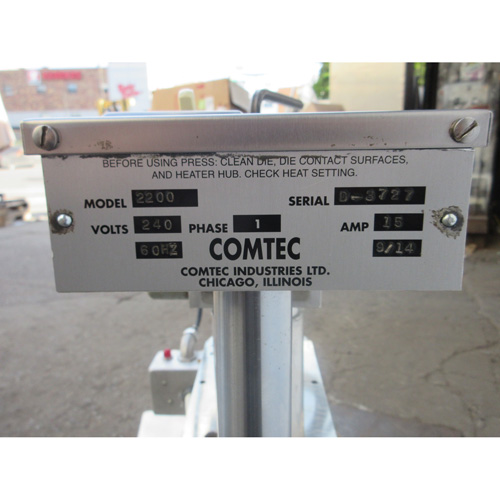 BEFORE USING PRESS: CLEAN DIE, DIE CONTACT SURFACES,
AND HEATER HUB. CHECK HEAT SETTING.
MODEL 2200 SERIAL D-3727
VOLTS 240 PHASE 1 AMP 15
60HZ COMTEC 9/14
COMTEC INDUSTRIES LTD.
CHICAGO, ILLINOIS